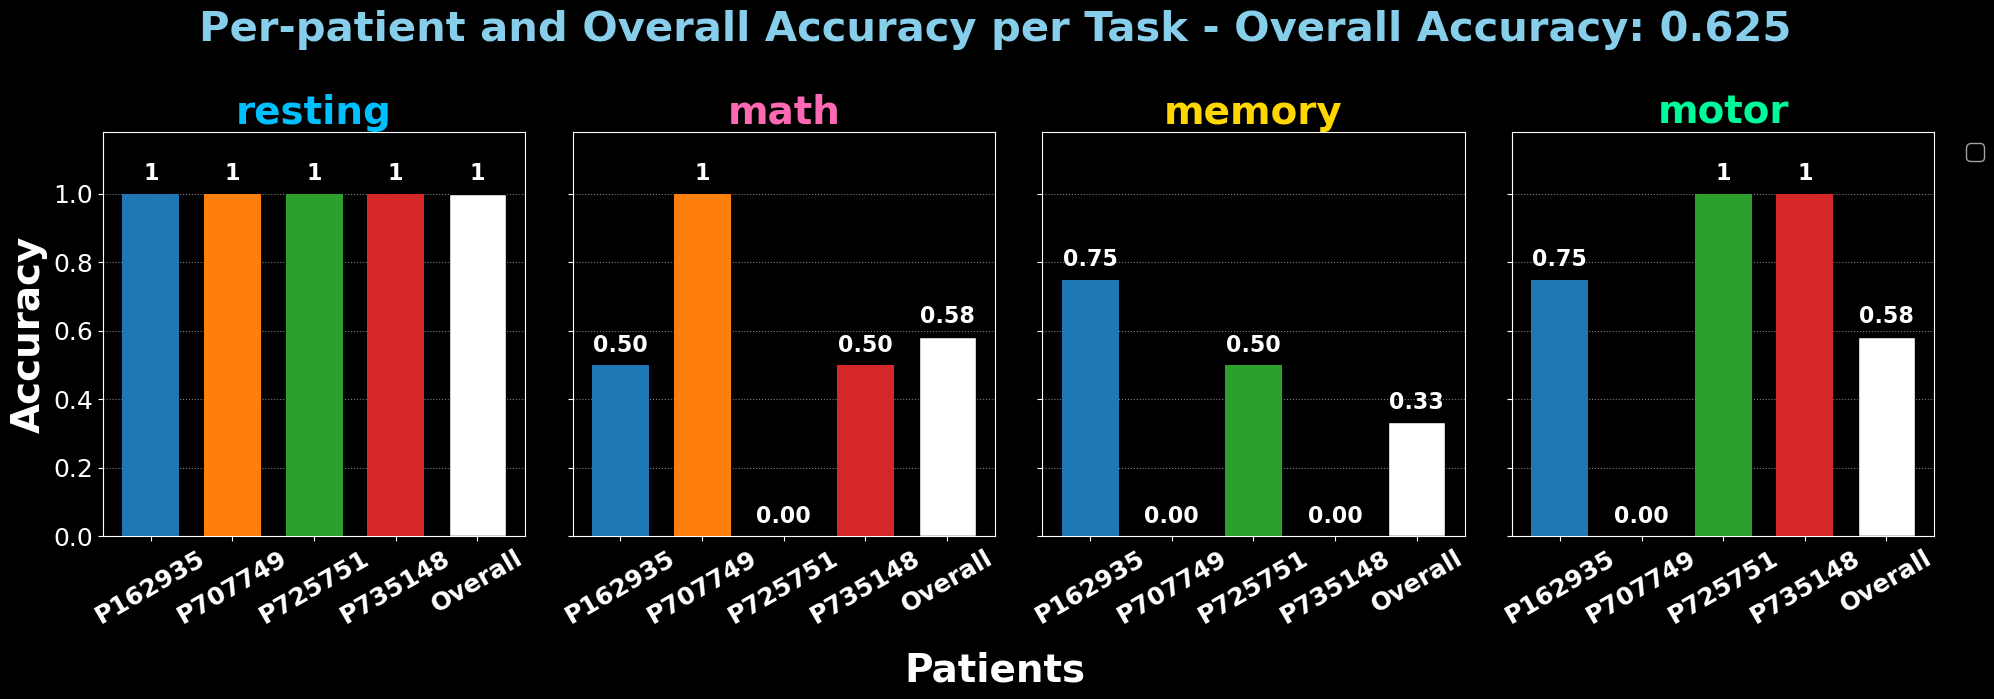 Per-patient and Overall Accuracy per Task - Overall Accuracy: 0.625
resting
math
memory
motor
Accuracy
1.0
0.8
0.6
0.4
0.2
0.0
1 1 1 1 1
0.50 1 0.00 0.50 0.58
0.75 0.00 0.50 0.00 0.33
0.75 0.00 1 1 0.58
P162935 P707749 P725751 P735148 Overall
P162935 P707749 P725751 P735148 Overall
P162935 P707749 P725751 P735148 Overall
P162935 P707749 P725751 P735148 Overall
Patients